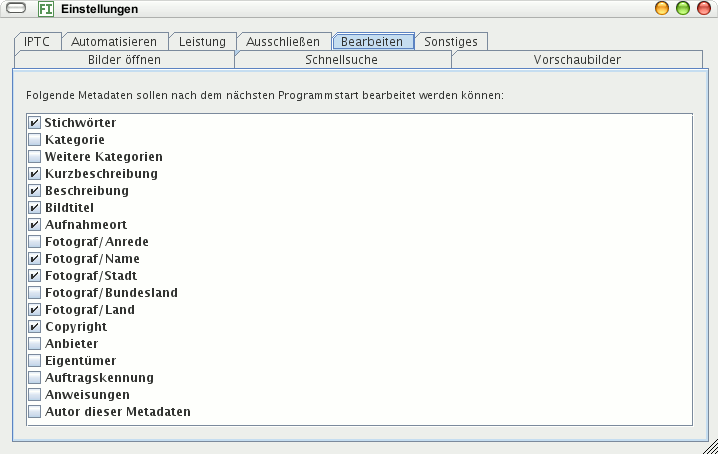 FI Einstellungen
IPTC Automatisieren Leistung Ausschließen Bearbeiten Sonstiges
Bilder öffnen Schnellsuche Vorschaubilder
Folgende Metadaten sollen nach dem nächsten Programmstart bearbeitet werden können:
Stichwörter
Kategorie
Weitere Kategorien
Kurzbeschreibung
Beschreibung
Bildtitel
Aufnahmeort
Fotograf/Anrede
Fotograf/Name
Fotograf/Stadt
Fotograf/Bundesland
Fotograf/Land
Copyright
Anbieter
Eigentümer
Auftragskennung
Anweisungen
Autor dieser Metadaten